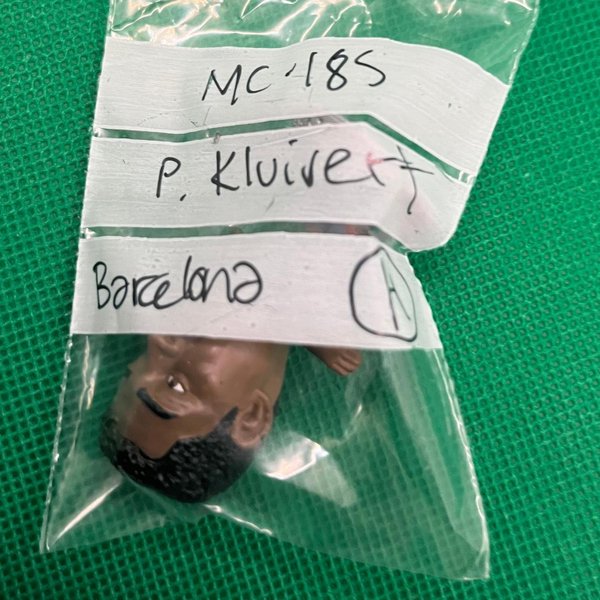 MC-185
P. Kluivert
Barcelona A